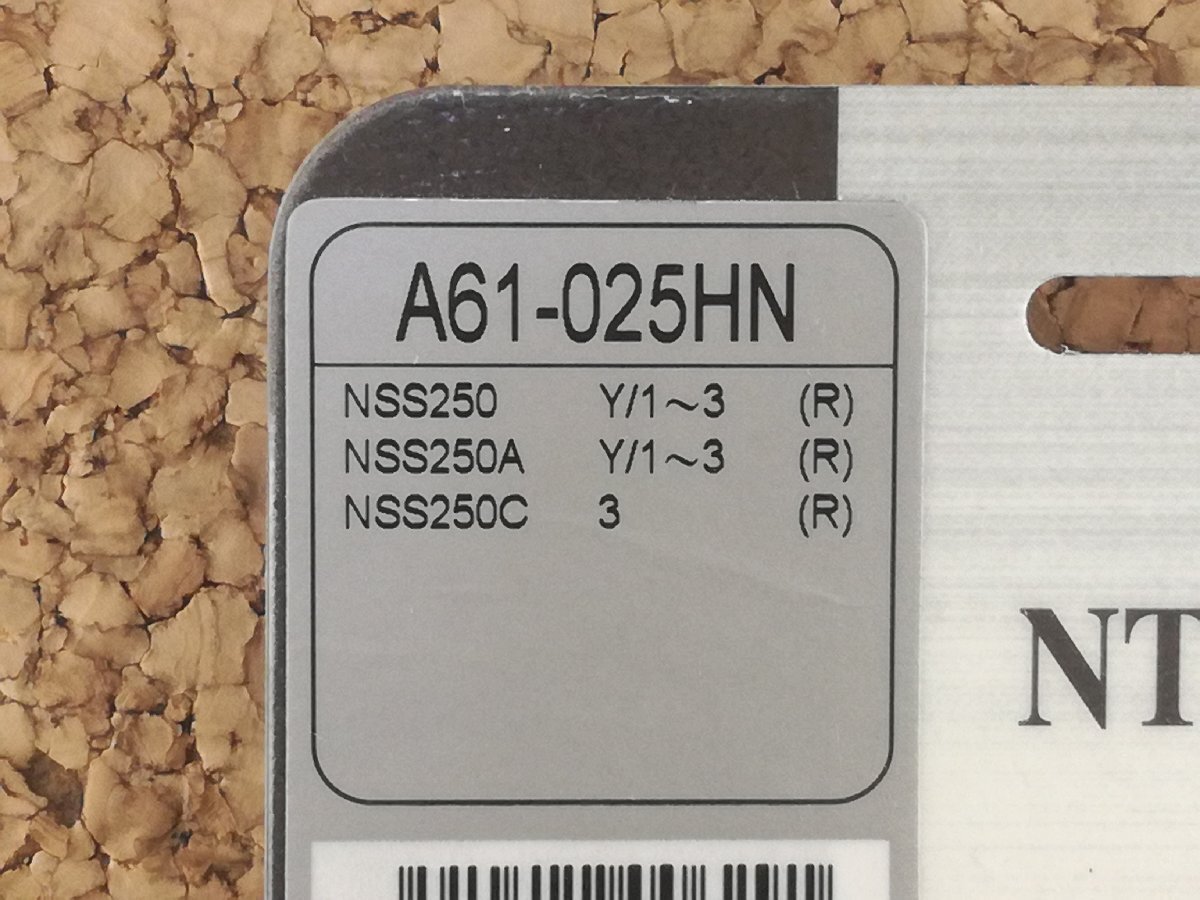 A61-025HN
NSS250 Y/1～3 (R)
NSS250A Y/1～3 (R)
NSS250C 3 (R)
NT